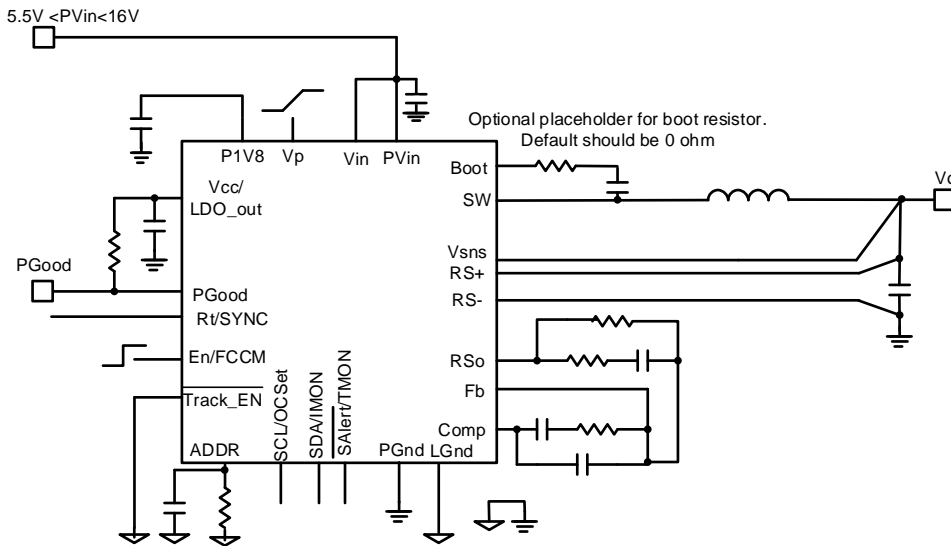 5.5V <PVin<16V
Optional placeholder for boot resistor.
Default should be 0 ohm
P1V8
Vp
Vin
PVin
Boot
Vcc/
LDO_out
SW
Vsns
RS+
RS-
PGood
PGood
Rt/SYNC
En/FCCM
Track_EN
ADDR
SCL/OCSet
SDA/IMON
SAlert/TMON
PGnd
LGnd
RSo
Fb
Comp